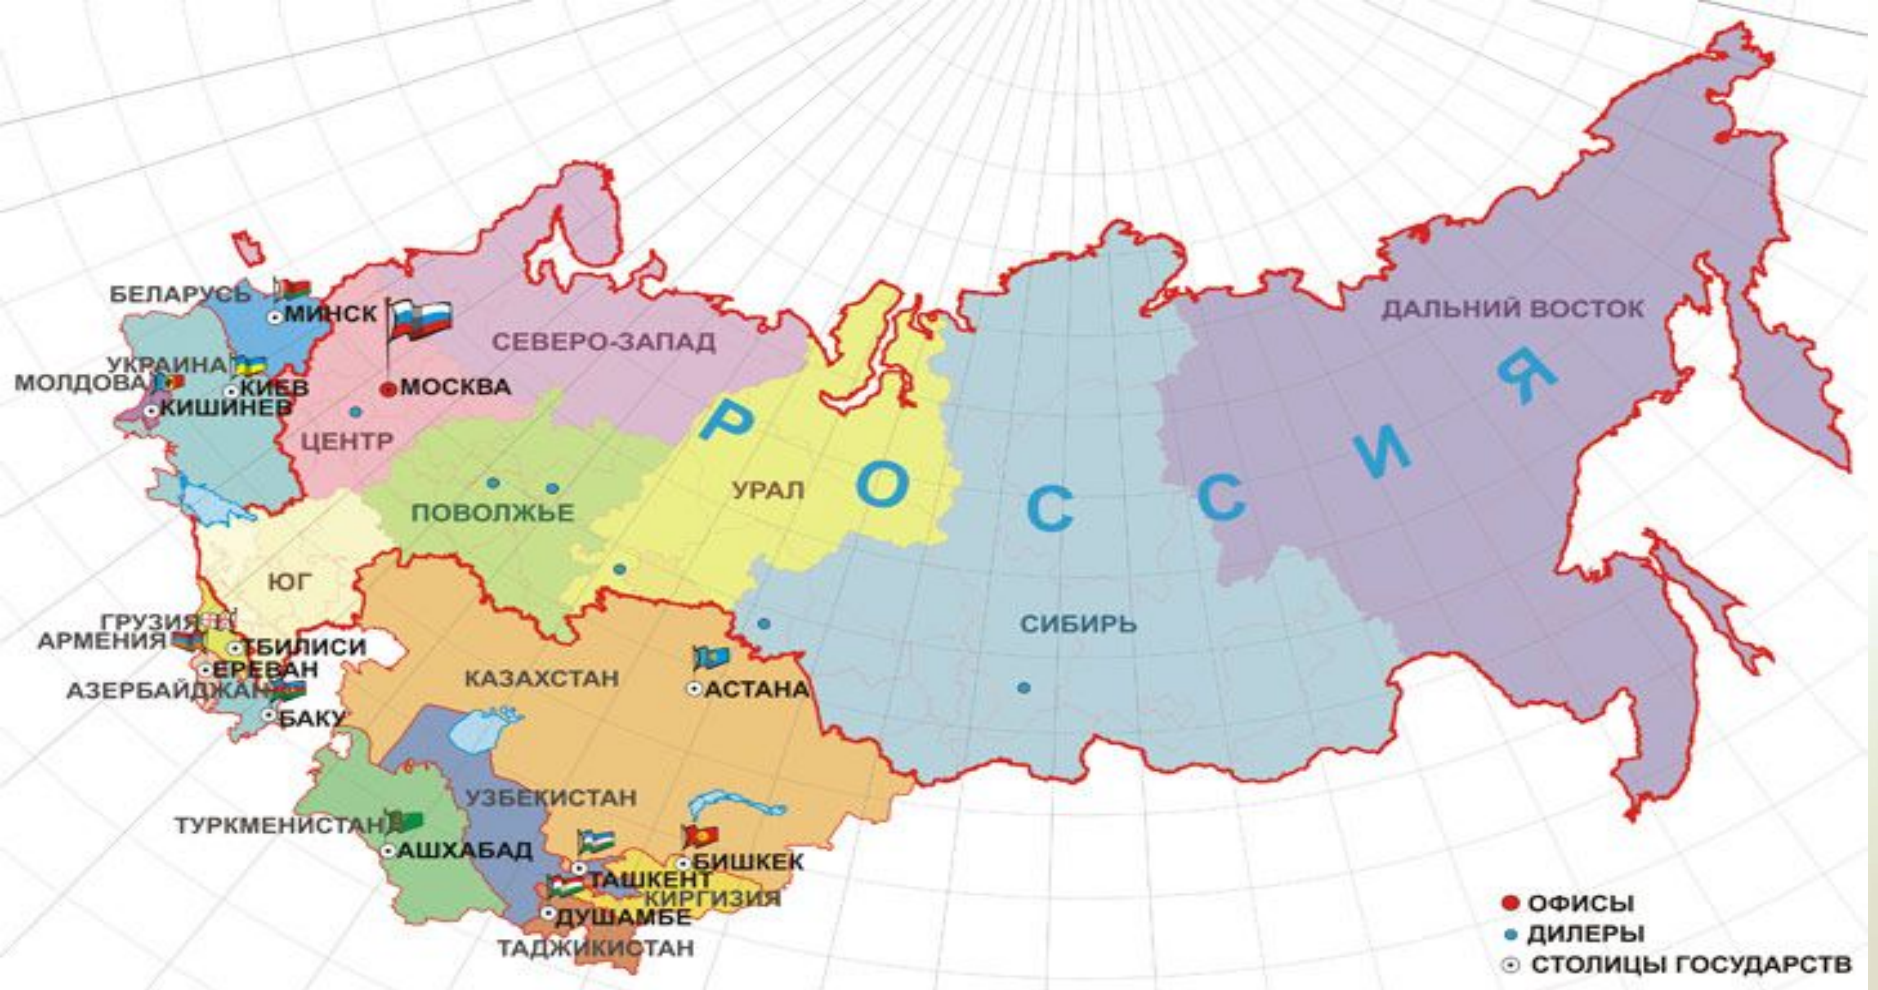 БЕЛАРУСЬ
МИНСК
ДАЛЬНИЙ ВОСТОК
СЕВЕРО-ЗАПАД
УКРАИНА
МОЛДОВА
КИЕВ
МОСКВА
КИШИНЕВ
ЦЕНТР
РОССИЯ
УРАЛ
ПОВОЛЖЬЕ
ЮГ
ГРУЗИЯ
СИБИРЬ
АРМЕНИЯ
ТБИЛИСИ
ЕРЕВАН
КАЗАХСТАН
АЗЕРБАЙДЖАН
АСТАНА
БАКУ
УЗБЕКИСТАН
ТУРКМЕНИСТАН
АШХАБАД
БИШКЕК
ТАШКЕНТ
КИРГИЗИЯ
ДУШАМБЕ
ТАДЖИКИСТАН
ОФИСЫ
ДИЛЕРЫ
СТОЛИЦЫ ГОСУДАРСТВ